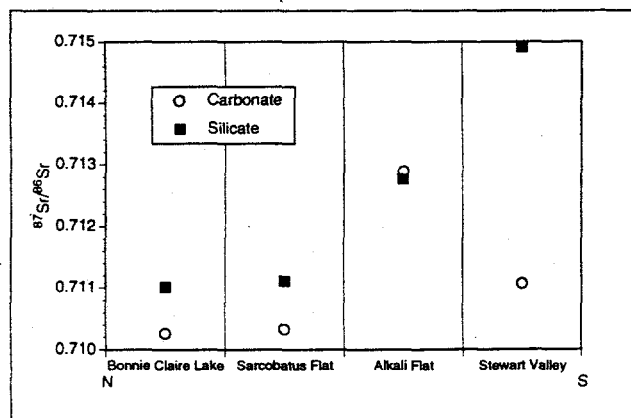 0.715
0.714
0.713
0.712
0.711
0.710
87Sr/86Sr
Carbonate
Silicate
Bonnie Claire Lake
Sarcobatus Flat
Alkali Flat
Stewart Valley
N
S